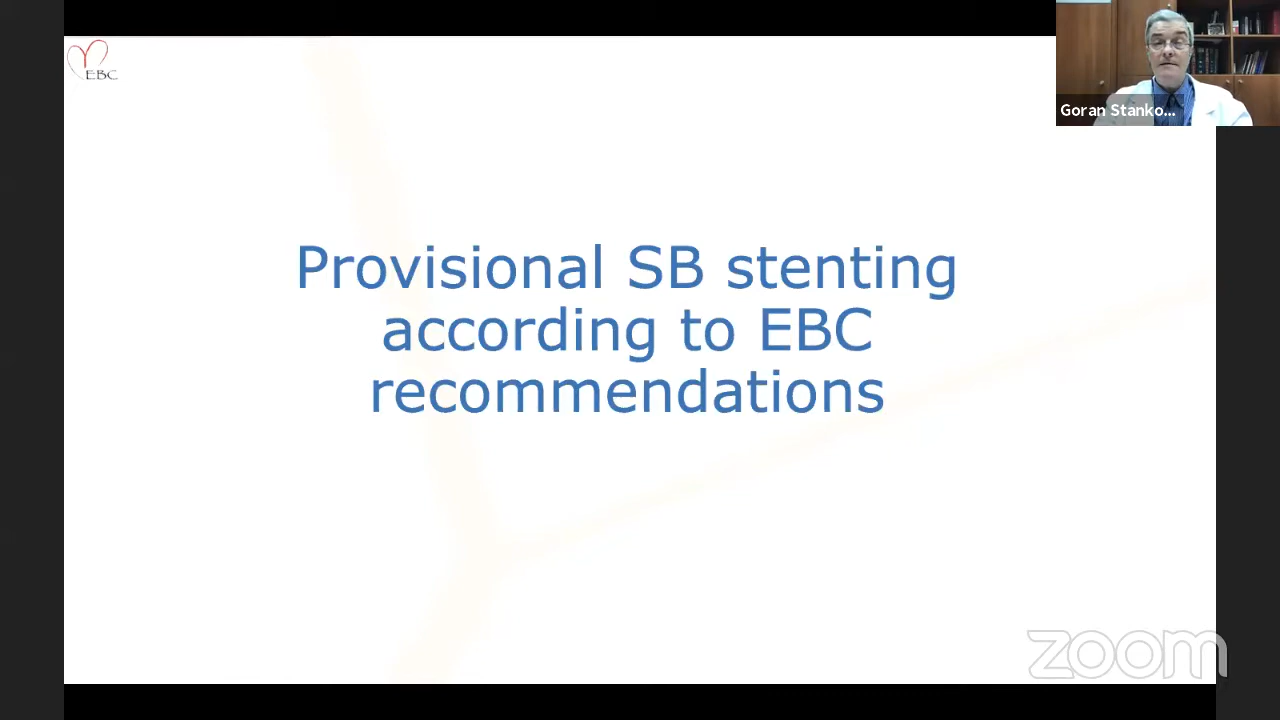 EBC
Goran Stanko...
Provisional SB stenting
according to EBC
recommendations
zoom